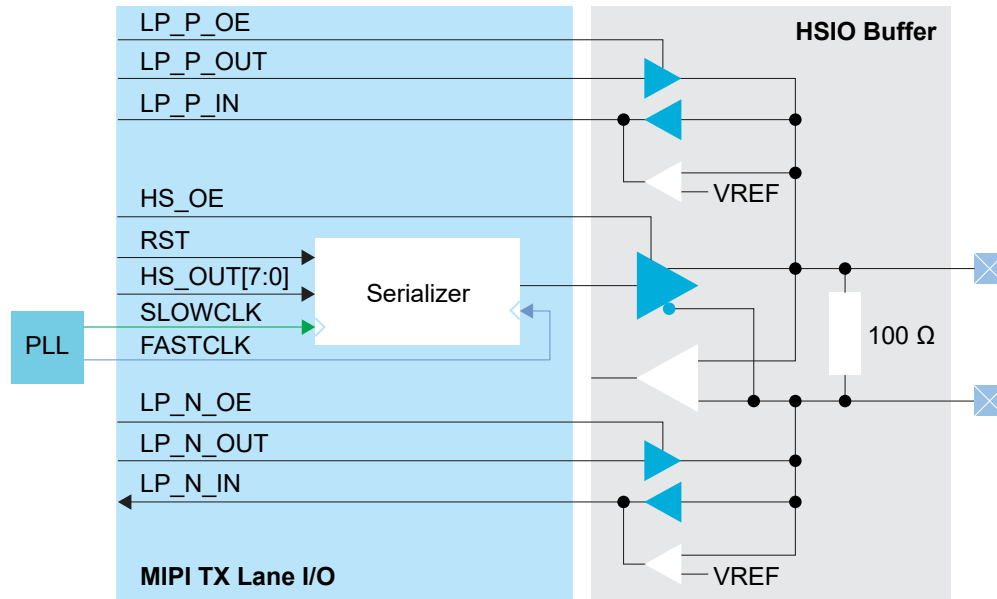 LP_P_OE
HSIO Buffer
LP_P_OUT
LP_P_IN
VREF
HS_OE
RST
HS_OUT[7:0]
Serializer
SLOWCLK
PLL
FASTCLK
100 Ω
LP_N_OE
LP_N_OUT
LP_N_IN
MIPI TX Lane I/O
VREF